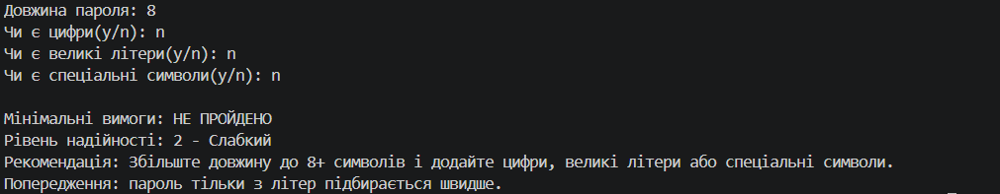 Довжина пароля: 8
Чи є цифри(y/n): n
Чи є великі літери(y/n): n
Чи є спеціальні символи(y/n): n
Мінімальні вимоги: НЕ ПРОЙДЕНО
Рівень надійності: 2 - Слабкий
Рекомендація: Збільште довжину до 8+ символів і додайте цифри, великі літери або спеціальні символи.
Попередження: пароль тільки з літер підбирається швидше.